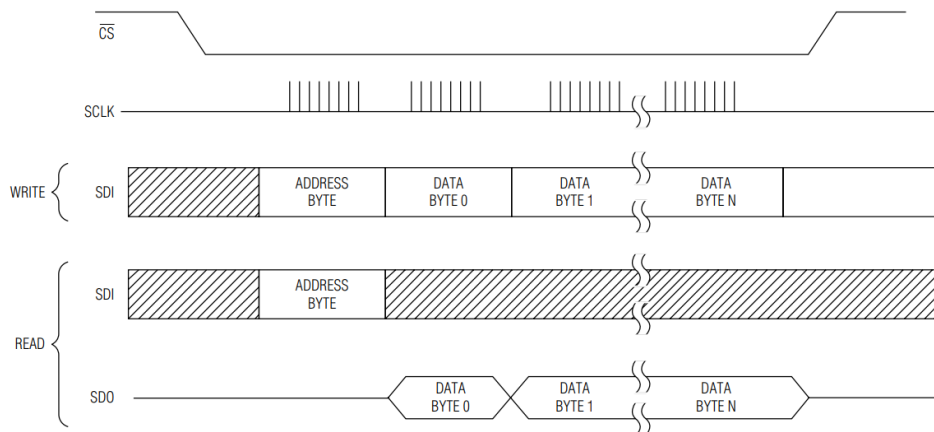 CS
SCLK
WRITE
SDI
ADDRESS
BYTE
DATA
BYTE 0
DATA
BYTE 1
DATA
BYTE N
READ
SDI
ADDRESS
BYTE
SDO
DATA
BYTE 0
DATA
BYTE 1
DATA
BYTE N